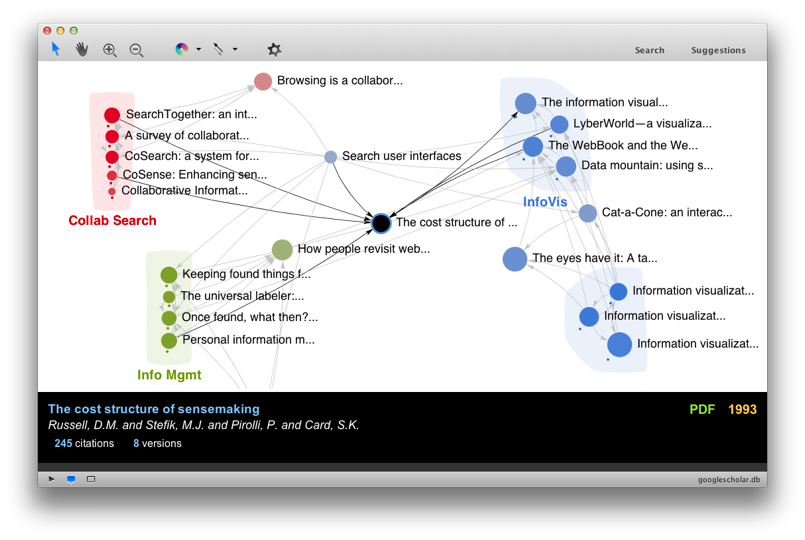 Search Suggestions
Browsing is a collabor...
SearchTogether: an int...
A survey of collaborat...
CoSearch: a system for...
CoSense: Enhancing sen...
Collaborative Informat...
Collab Search
Search user interfaces
The information visual...
LyberWorld—a visualiza...
The WebBook and the We...
Data mountain: using s...
InfoVis
Cat-a-Cone: an interac...
The cost structure of ...
How people revisit web...
The eyes have it: A ta...
Keeping found things f...
The universal labeler:...
Once found, what then?...
Personal information m...
Info Mgmt
Information visualizat...
Information visualizat...
Information visualizat...
The cost structure of sensemaking PDF 1993
Russell, D.M. and Stefik, M.J. and Pirolli, P. and Card, S.K.
245 citations 8 versions
googlescholar.db